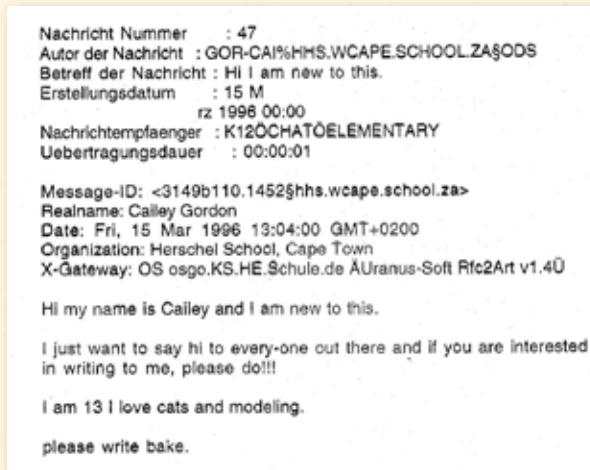 Nachricht Nummer : 47
Autor der Nachricht : GOR-CAI%HHS.WCAPE.SCHOOL.ZA§ODS
Betreff der Nachricht : Hi I am new to this.
Erstellungsdatum : 15 M
rz 1996 00:00
Nachrichtempfaenger : K12ÖCHATÖELEMENTARY
Uebertragungsdauer : 00:00:01
Message-ID: <3149b110.1452§hhs.wcape.school.za>
Realname: Cailey Gordon
Date: Fri, 15 Mar 1996 13:04:00 GMT+0200
Organization: Herschel School, Cape Town
X-Gateway: OS osgo.KS.HE.Schule.de ÄUranus-Soft Rfc2Art v1.4Ü
Hi my name is Cailey and I am new to this.
I just want to say hi to every-one out there and if you are interested
in writing to me, please do!!!
I am 13 I love cats and modeling.
please write bake.